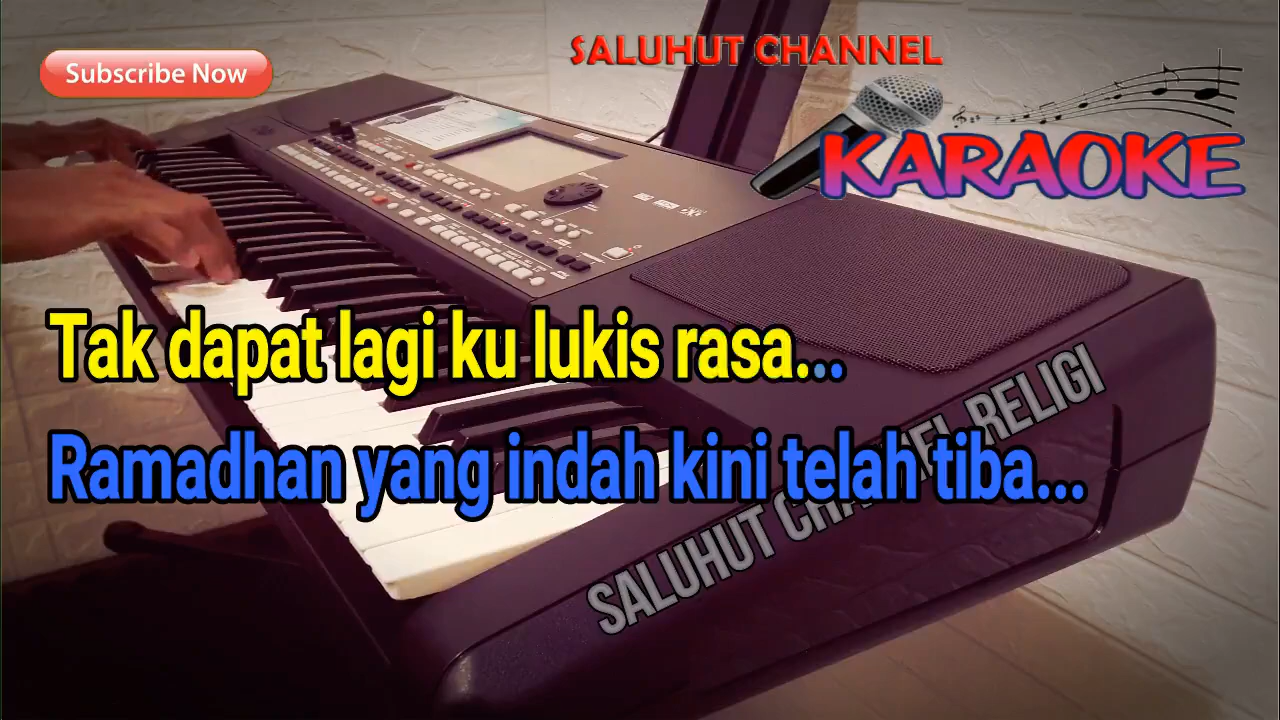 Subscribe Now
SALUHUT CHANNEL
KARAOKE
Tak dapat lagi ku lukis rasa...
Ramadhan yang indah kini telah tiba...
SALUHUT CHANNEL RELIGI